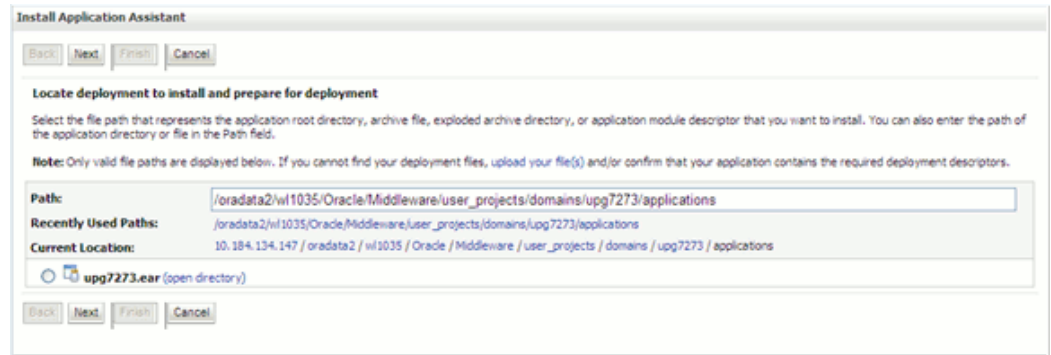 Install Application Assistant
Back Next Finish Cancel
Locate deployment to install and prepare for deployment
Select the file path that represents the application root directory, archive file, exploded archive directory, or application module descriptor that you want to install. You can also enter the path of
the application directory or file in the Path field.
Note: Only valid file paths are displayed below. If you cannot find your deployment files, upload your file(s) and/or confirm that your application contains the required deployment descriptors.
Path: /oradata2/wl1035/Oracle/Middleware/user_projects/domains/upg7273/applications
Recently Used Paths: /oradata2/wl1035/Oracle/Middleware/user_projects/domains/upg7273/applications
Current Location: 10.184.134.147 / oradata2 / wl1035 / Oracle / Middleware / user_projects / domains / upg7273 / applications
upg7273.ear (open directory)
Back Next Finish Cancel